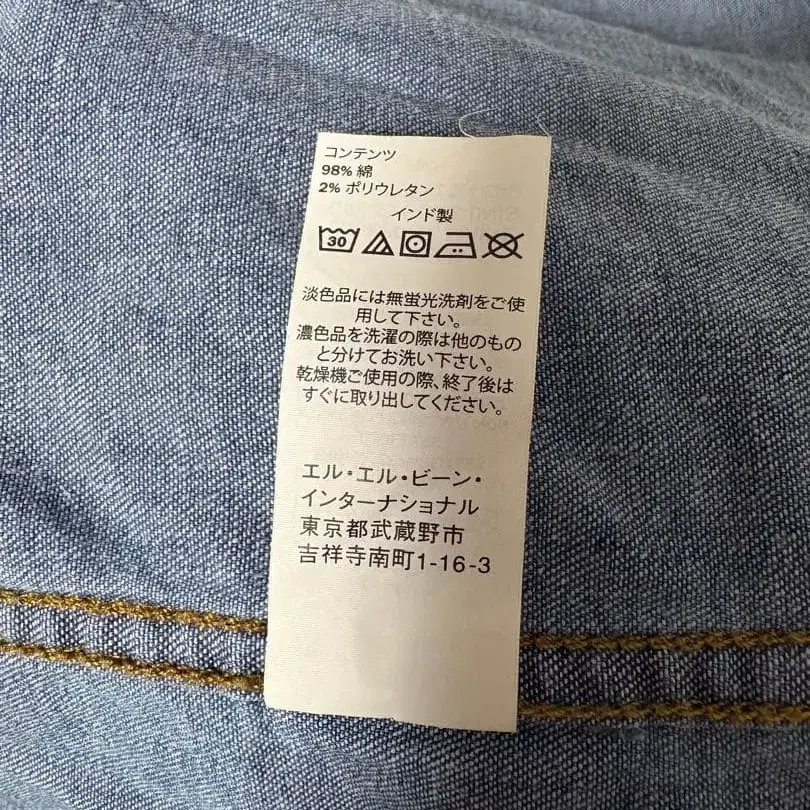 コンテンツ
98% 綿
2% ポリウレタン
インド製
30
淡色品には無蛍光洗剤をご使
用して下さい。
濃色品を洗濯の際は他のもの
と分けてお洗い下さい。
乾燥機ご使用の際、終了後は
すぐに取り出してください。
エル・エル・ビーン・
インターナショナル
東京都武蔵野市
吉祥寺南町1-16-3